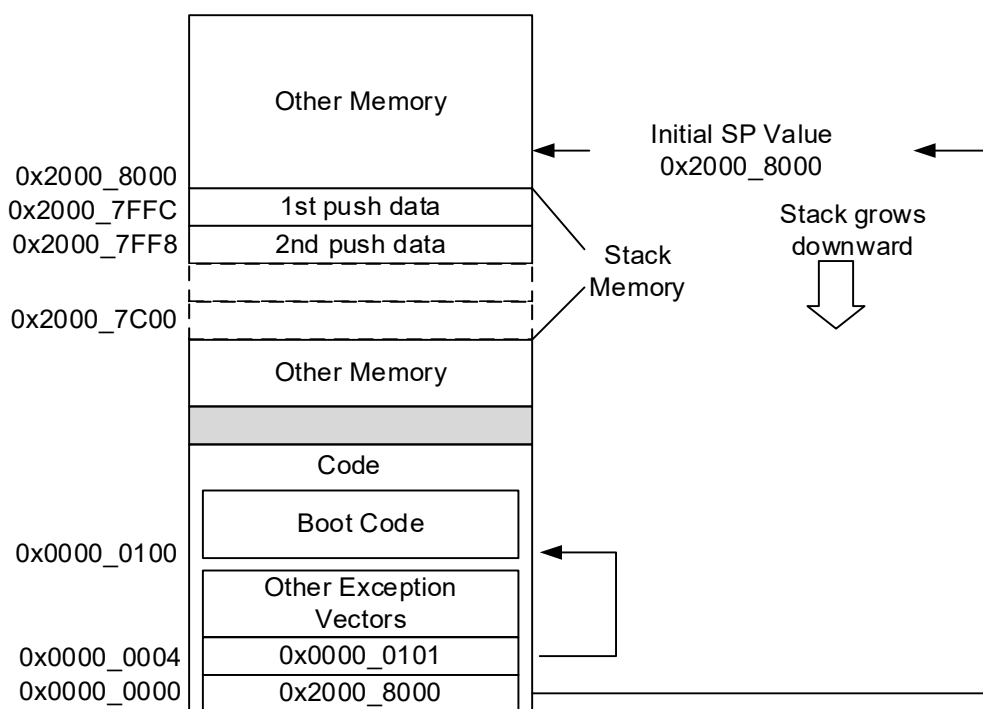 Other Memory
Initial SP Value
0x2000_8000
0x2000_8000
0x2000_7FFC
1st push data
Stack grows
downward
0x2000_7FF8
2nd push data
Stack
Memory
0x2000_7C00
Other Memory
Code
Boot Code
0x0000_0100
Other Exception
Vectors
0x0000_0004
0x0000_0101
0x0000_0000
0x2000_8000